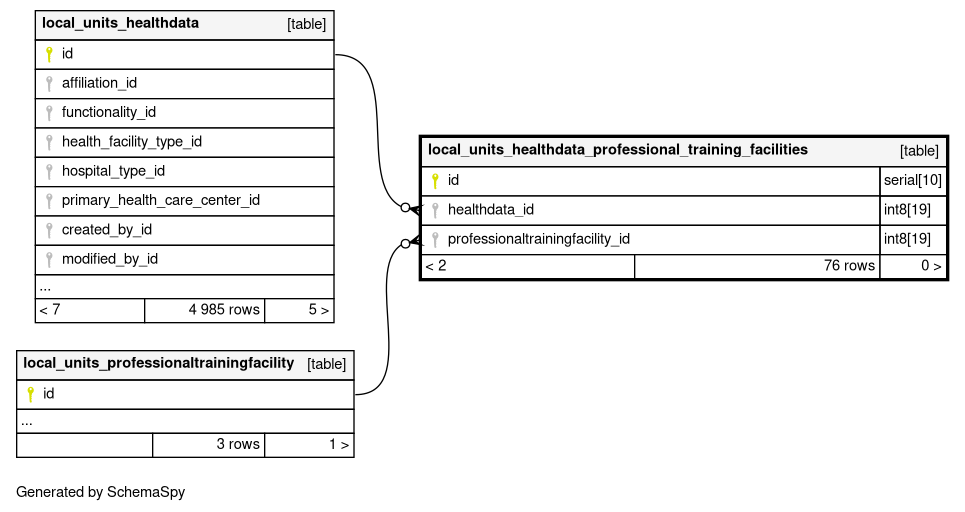 local_units_healthdata [table]
id
affiliation_id
functionality_id
health_facility_type_id
hospital_type_id
primary_health_care_center_id
created_by_id
modified_by_id
...
< 7 4 985 rows 5 >
local_units_healthdata_professional_training_facilities [table]
id serial[10]
healthdata_id int8[19]
professionaltrainingfacility_id int8[19]
< 2 76 rows 0 >
local_units_professionaltrainingfacility [table]
id
...
3 rows 1 >
Generated by SchemaSpy